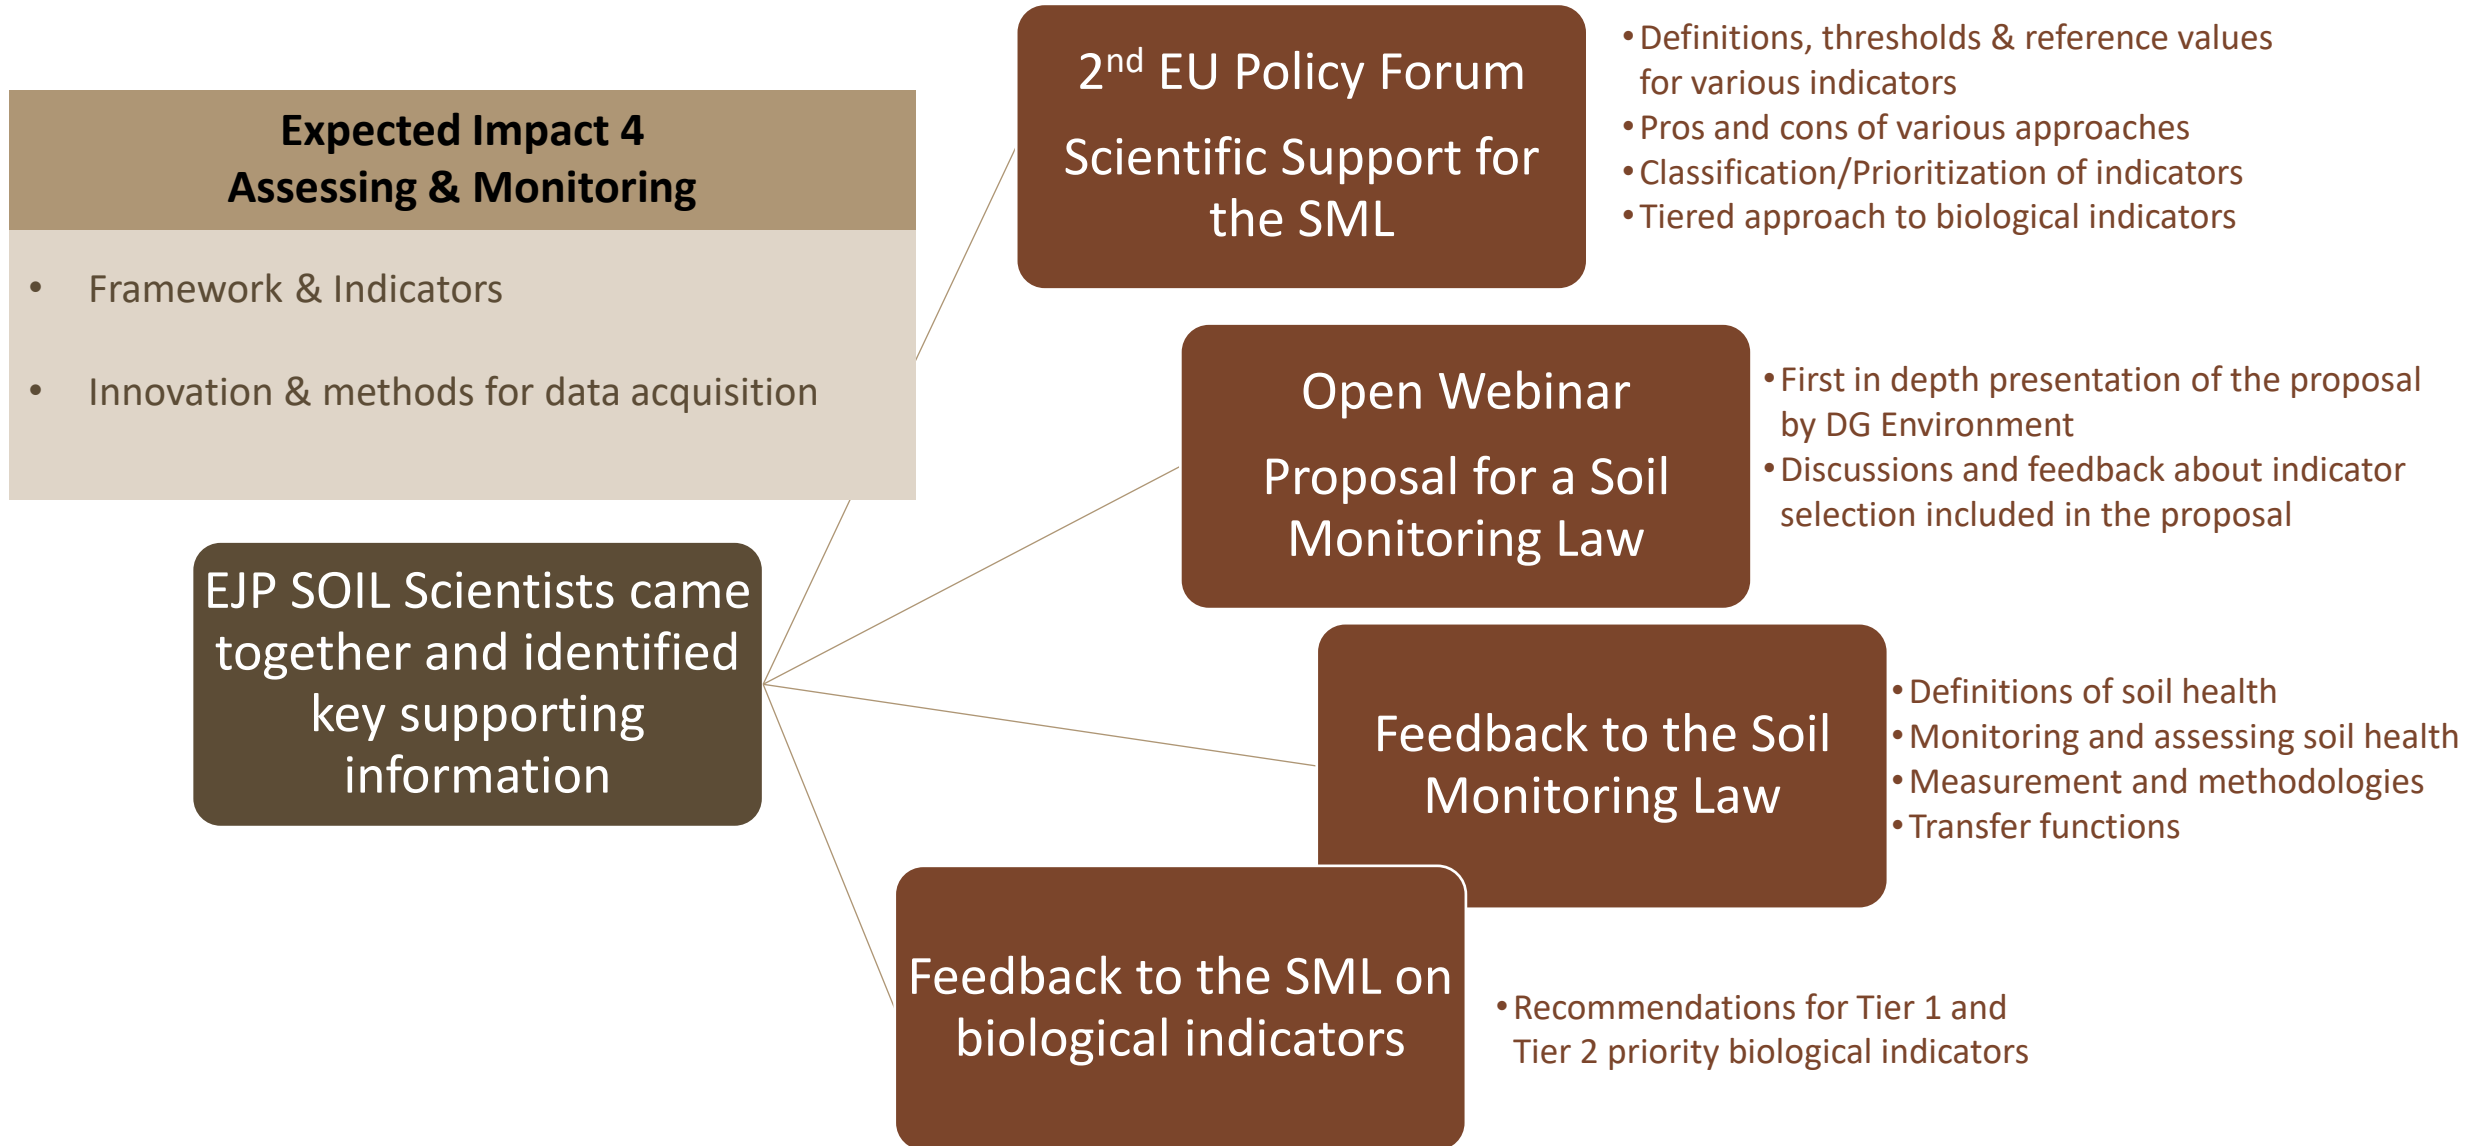 Expected Impact 4
Assessing & Monitoring
• Framework & Indicators
• Innovation & methods for data acquisition
EJP SOIL Scientists came
together and identified
key supporting
information
2nd EU Policy Forum
Scientific Support for
the SML
• Definitions, thresholds & reference values
for various indicators
• Pros and cons of various approaches
• Classification/Prioritization of indicators
• Tiered approach to biological indicators
Open Webinar
Proposal for a Soil
Monitoring Law
• First in depth presentation of the proposal
by DG Environment
• Discussions and feedback about indicator
selection included in the proposal
Feedback to the Soil
Monitoring Law
• Definitions of soil health
• Monitoring and assessing soil health
• Measurement and methodologies
• Transfer functions
Feedback to the SML on
biological indicators
• Recommendations for Tier 1 and
Tier 2 priority biological indicators